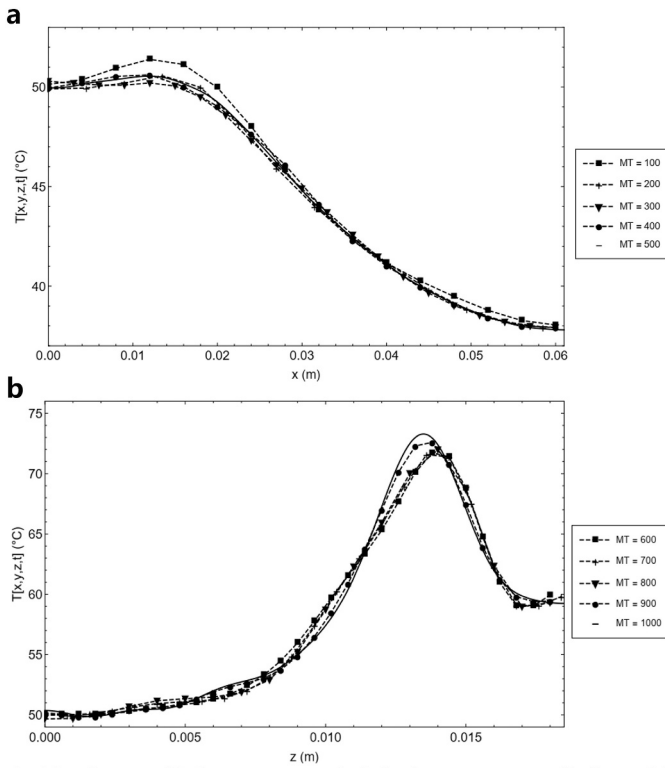 a
T[x,y,z,t] (°C)
50
45
40
0.00 0.01 0.02 0.03 0.04 0.05 0.06
x (m)
MT = 100
MT = 200
MT = 300
MT = 400
MT = 500
b
T[x,y,z,t] (°C)
75
70
65
60
55
50
0.000 0.005 0.010 0.015
z (m)
MT = 600
MT = 700
MT = 800
MT = 900
MT = 1000